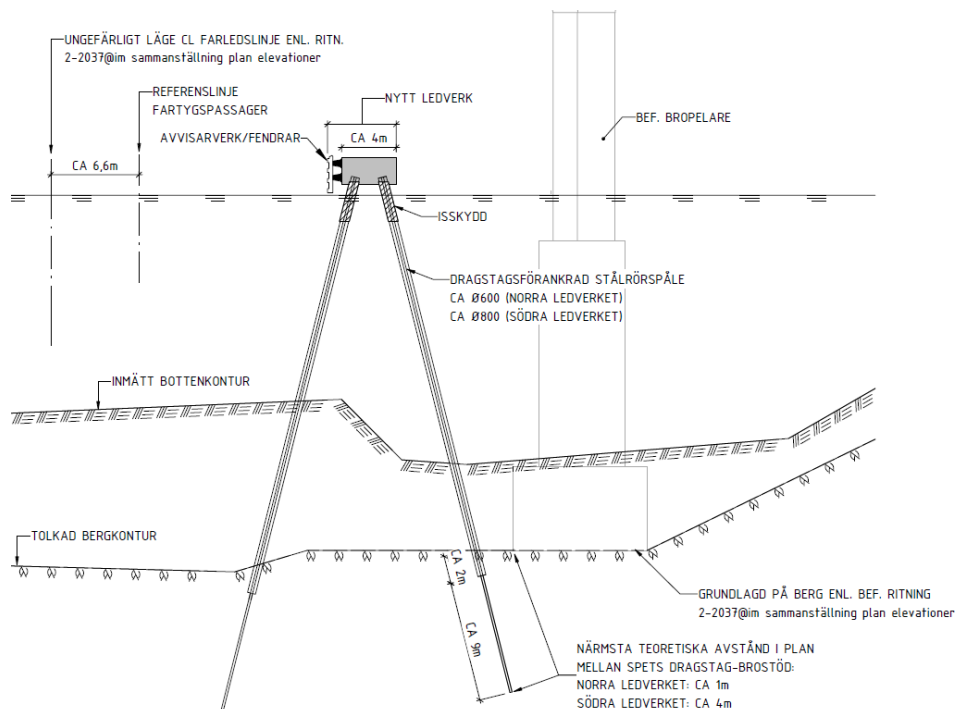 UNGEFÄRLIGT LÄGE CL FARLEDSLINJE ENL. RITN.
2-2037@im sammanställning plan elevationer
REFERENSLINJE
FARTYGSPASSAGER
NYTT LEDVERK
AVVISARVERK/FENDRAR
CA 4m
BEF. BROPELARE
CA 6,6m
ISSKYDD
DRAGSTAGSFÖRANKRAD STÅLRÖRSPÅLE
CA Ø600 (NORRA LEDVERKET)
CA Ø800 (SÖDRA LEDVERKET)
INMÄTT BOTTENKONTUR
TOLKAD BERGKONTUR
CA 2m
CA 9m
GRUNDLAGD PÅ BERG ENL. BEF. RITNING
2-2037@im sammanställning plan elevationer
NÄRMSTA TEORETISKA AVSTÅND I PLAN
MELLAN SPETS DRAGSTAG-BROSTÖD:
NORRA LEDVERKET: CA 1m
SÖDRA LEDVERKET: CA 4m